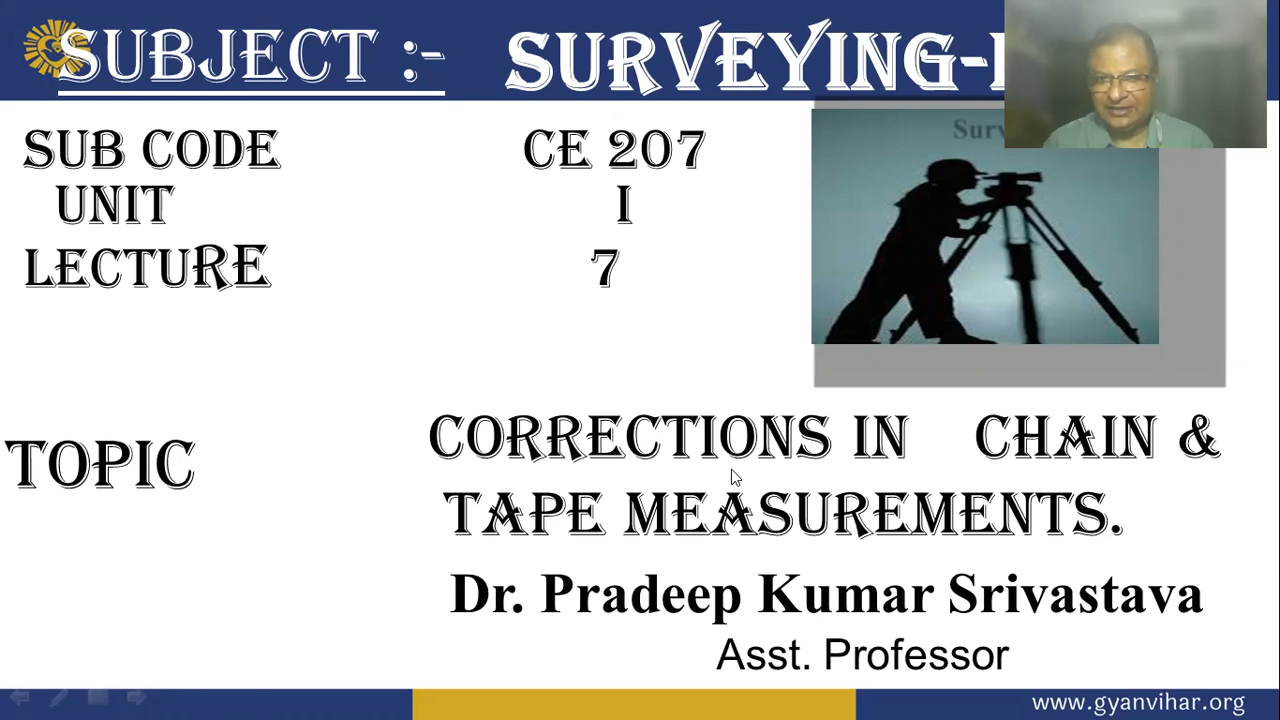 SUBJECT :- SURVEYING-I
SUB CODE CE 207
UNIT I
LECTURE 7
TOPIC
CORRECTIONS IN CHAIN &
TAPE MEASUREMENTS.
Dr. Pradeep Kumar Srivastava
Asst. Professor
www.gyanvihar.org